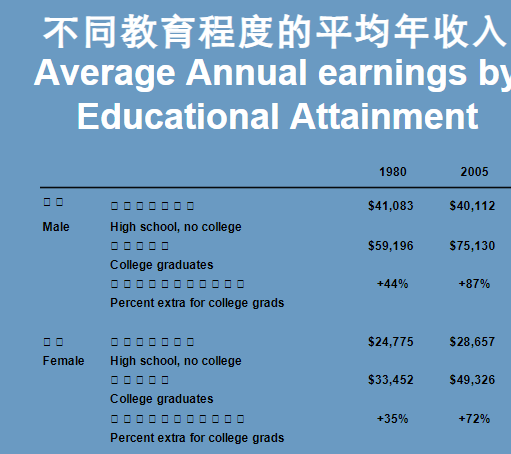 不同教育程度的平均年收入
Average Annual earnings by
Educational Attainment
1980 2005
$41,083 $40,112
Male High school, no college
$59,196 $75,130
College graduates
+44% +87%
Percent extra for college grads
$24,775 $28,657
Female High school, no college
$33,452 $49,326
College graduates
+35% +72%
Percent extra for college grads